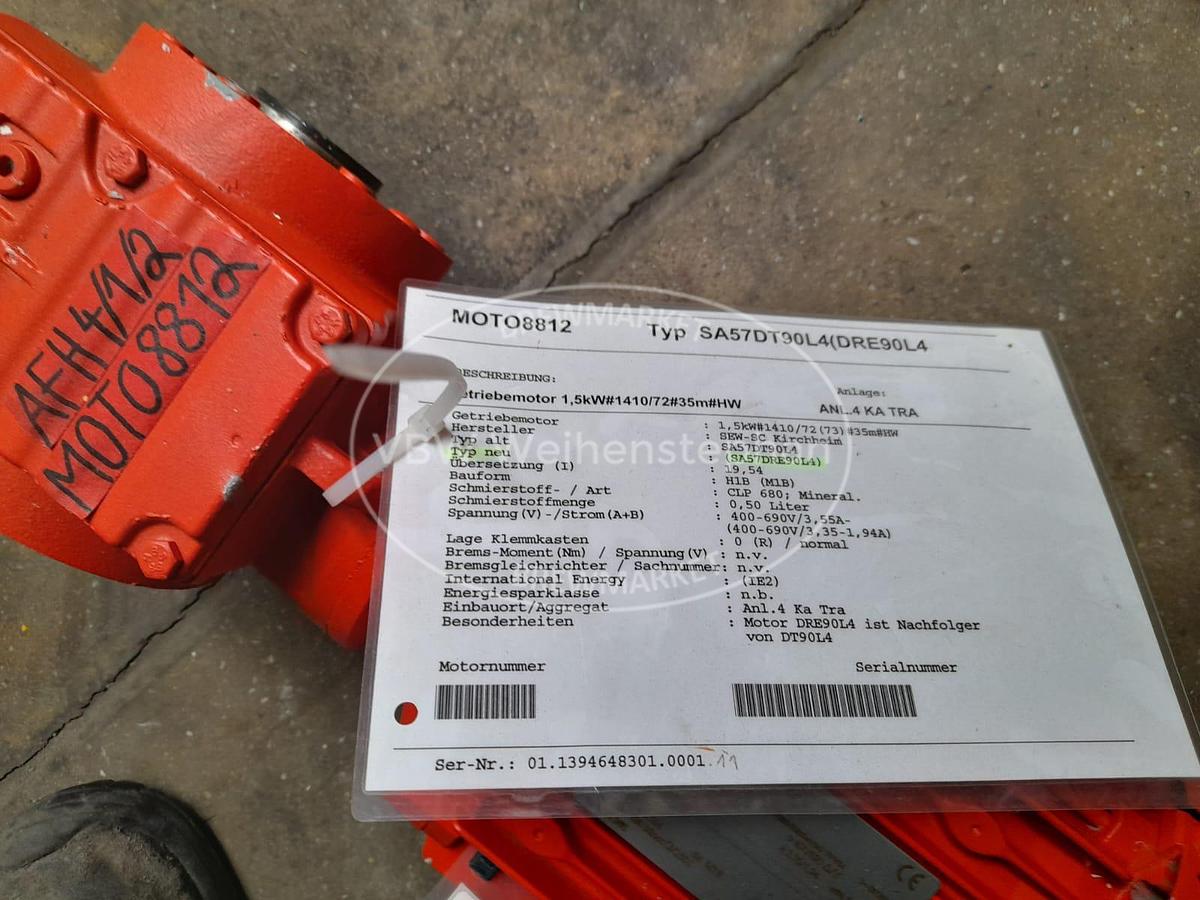 AFH4/1/2
MOTO8812
MOTO8812 Typ SA57DT90L4(DRE90L4
BESCHREIBUNG:
Anlage:
Getriebemotor 1,5kW#1410/72#35m#HW
ANL.4 KA TRA
Getriebemotor : 1,5kW#1410/72(73)#35m#HW
Hersteller : SEW-SC Kirchheim
Typ alt : SA57DT90L4
Typ neu : (SA57DRE90L4)
Übersetzung (I) : 19,54
Bauform : H1B (M1B)
Schmierstoff- / Art : CLP 680; Mineral.
Schmierstoffmenge : 0,50 Liter
Spannung(V)-/Strom(A+B) : 400-690V/3,55A-
(400-690V/3,35-1,94A)
Lage Klemmkasten : 0 (R) / normal
Brems-Moment(Nm) / Spannung(V) : n.v.
Bremsgleichrichter / Sachnummer: n.v.
International Energy : (IE2)
Energiesparklasse : n.b.
Einbauort/Aggregat : Anl.4 Ka Tra
Besonderheiten : Motor DRE90L4 ist Nachfolger
von DT90L4
Motornummer Serialnummer
Ser-Nr.: 01.1394648301.0001.11
CE